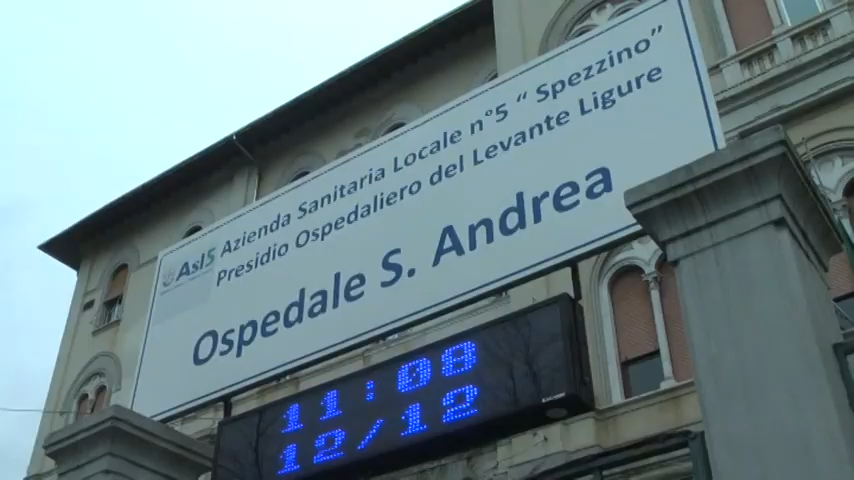 Asl5 Azienda Sanitaria Locale n°5 “ Spezzino”
Presidio Ospedaliero del Levante Ligure
Ospedale S. Andrea
11:08
12/12